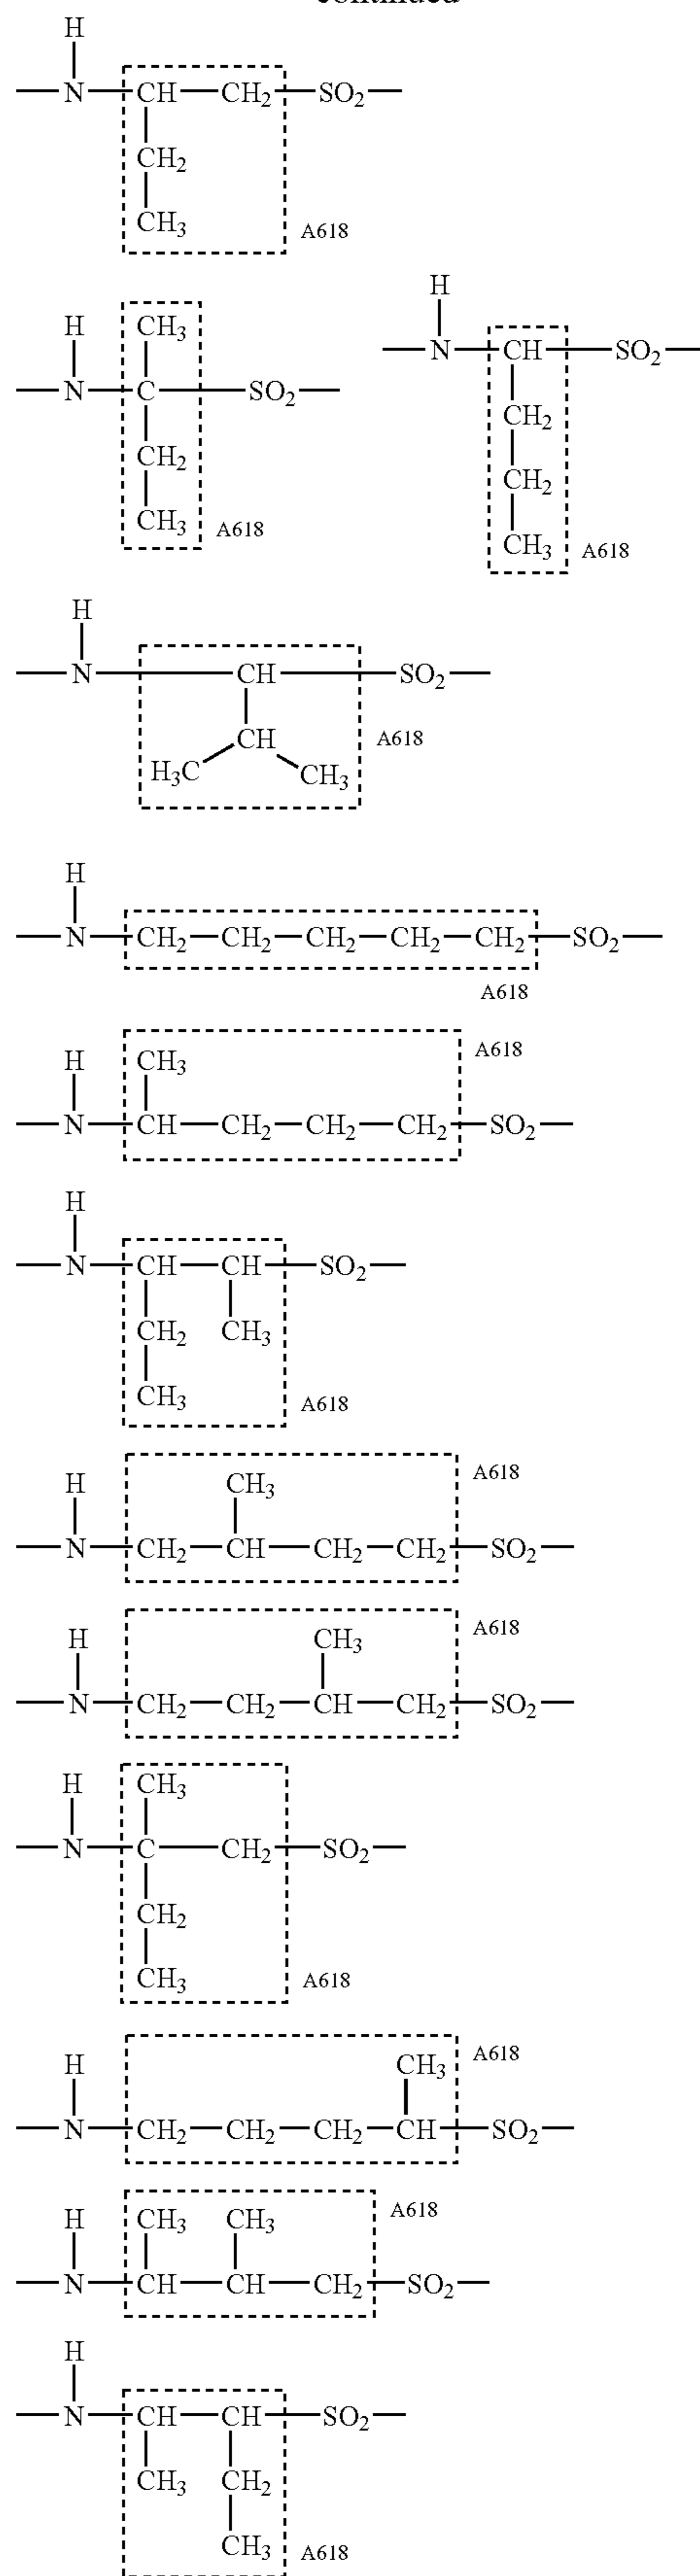 H
N CH CH2 SO2
CH2
CH3
A618
H CH3
N C SO2
CH2
CH3
A618
H
N CH SO2
CH2
CH2
CH3
A618
H
N CH SO2
CH
H3C CH3
A618
H
N CH2 CH2 CH2 CH2 CH2 SO2
A618
H CH3 A618
N CH CH2 CH2 CH2 SO2
H
N CH CH SO2
CH2 CH3
CH3
A618
H CH3 A618
N CH2 CH CH2 CH2 SO2
H CH3 A618
N CH2 CH2 CH CH2 SO2
H CH3
N C CH2 SO2
CH2
CH3
A618
H CH3 A618
N CH2 CH2 CH2 CH SO2
H CH3 CH3 A618
N CH CH CH2 SO2
H
N CH CH SO2
CH3 CH2
CH3
A618